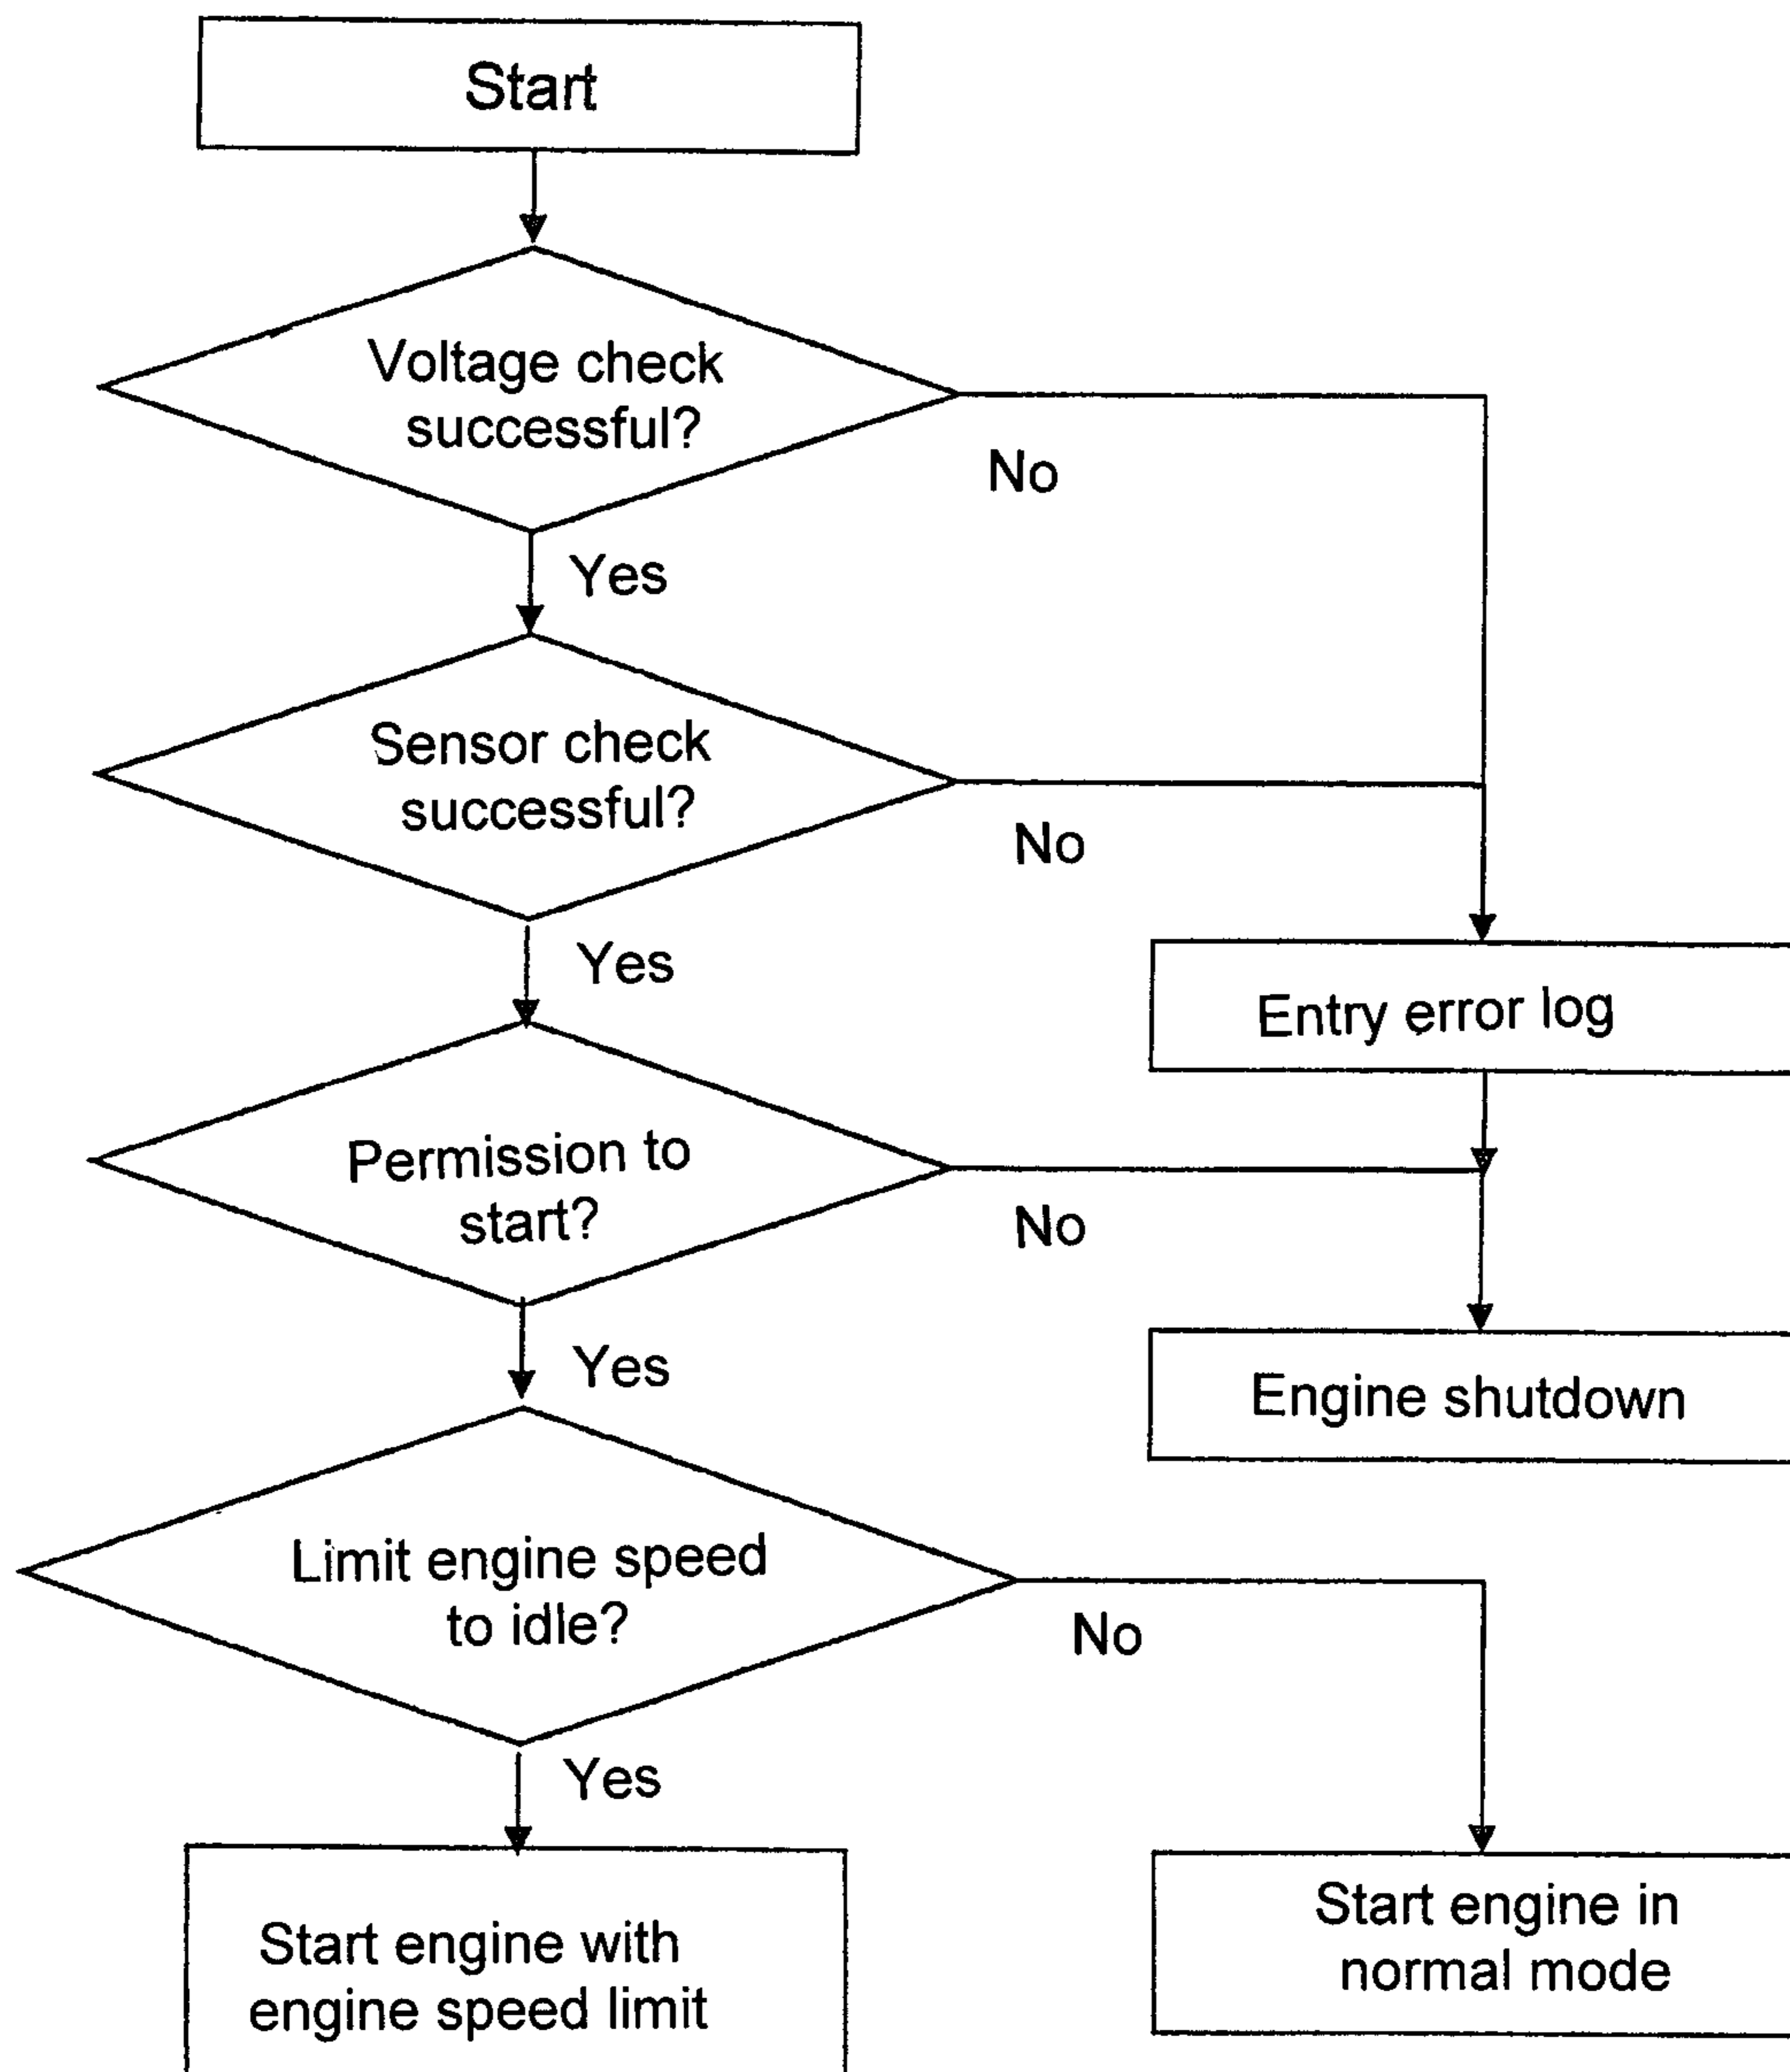 Start
Voltage check
successful?
No
Yes
Sensor check
successful?
No
Yes
Entry error log
Permission to
start?
No
Yes
Engine shutdown
Limit engine speed
to idle?
No
Yes
Start engine with
engine speed limit
Start engine in
normal mode